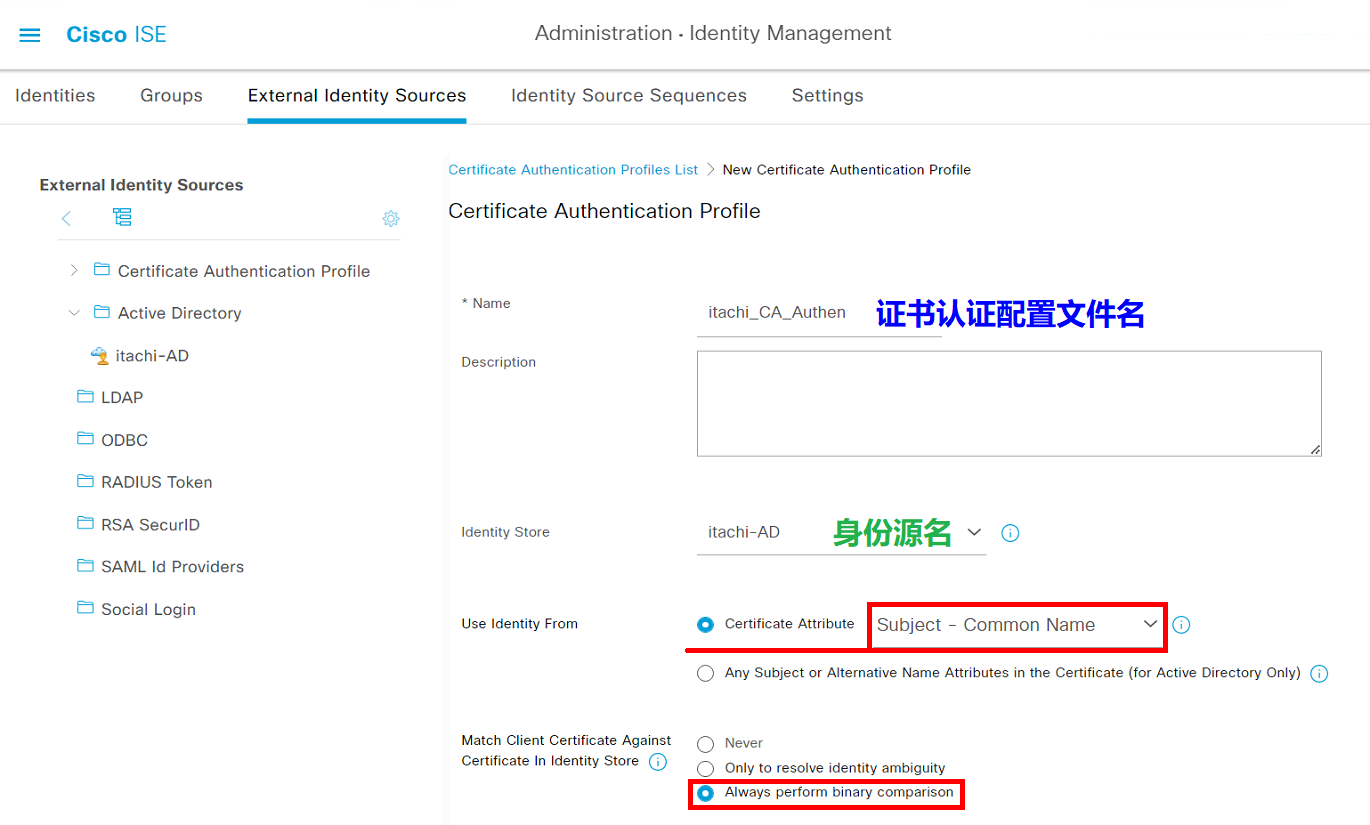 Cisco ISE
Administration · Identity Management
Identities Groups External Identity Sources Identity Source Sequences Settings
External Identity Sources
Certificate Authentication Profile
Active Directory
itachi-AD
LDAP
ODBC
RADIUS Token
RSA SecurID
SAML Id Providers
Social Login
Certificate Authentication Profiles List > New Certificate Authentication Profile
Certificate Authentication Profile
* Name itachi_CA_Authen 证书认证配置文件名
Description
Identity Store itachi-AD 身份源名
Use Identity From Certificate Attribute Subject - Common Name
Any Subject or Alternative Name Attributes in the Certificate (for Active Directory Only)
Match Client Certificate Against
Certificate In Identity Store
Never
Only to resolve identity ambiguity
Always perform binary comparison